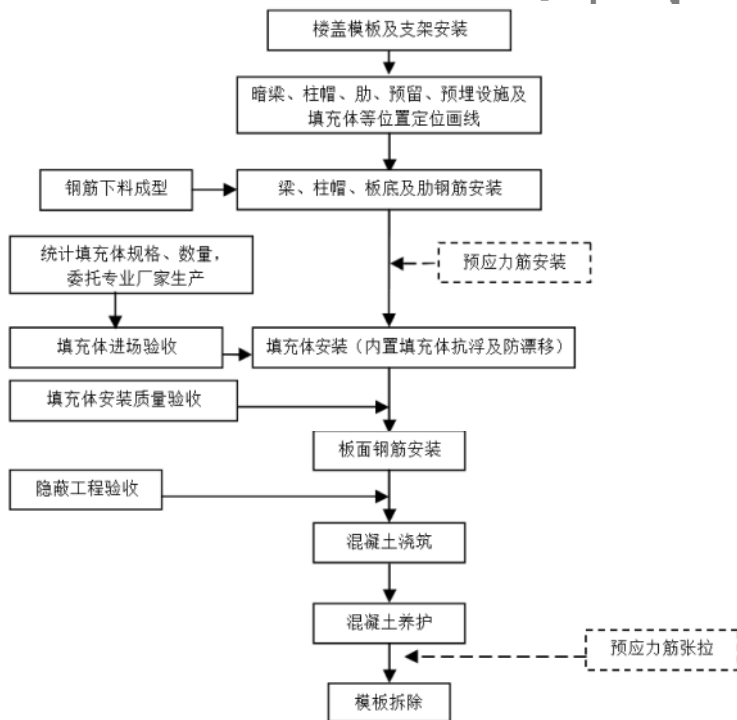 楼盖模板及支架安装
暗梁、柱帽、肋、预留、预埋设施及
填充体等位置定位画线
钢筋下料成型
梁、柱帽、板底及肋钢筋安装
统计填充体规格、数量，
委托专业厂家生产
预应力筋安装
填充体进场验收
填充体安装（内置填充体抗浮及防漂移）
填充体安装质量验收
板面钢筋安装
隐蔽工程验收
混凝土浇筑
混凝土养护
预应力筋张拉
模板拆除